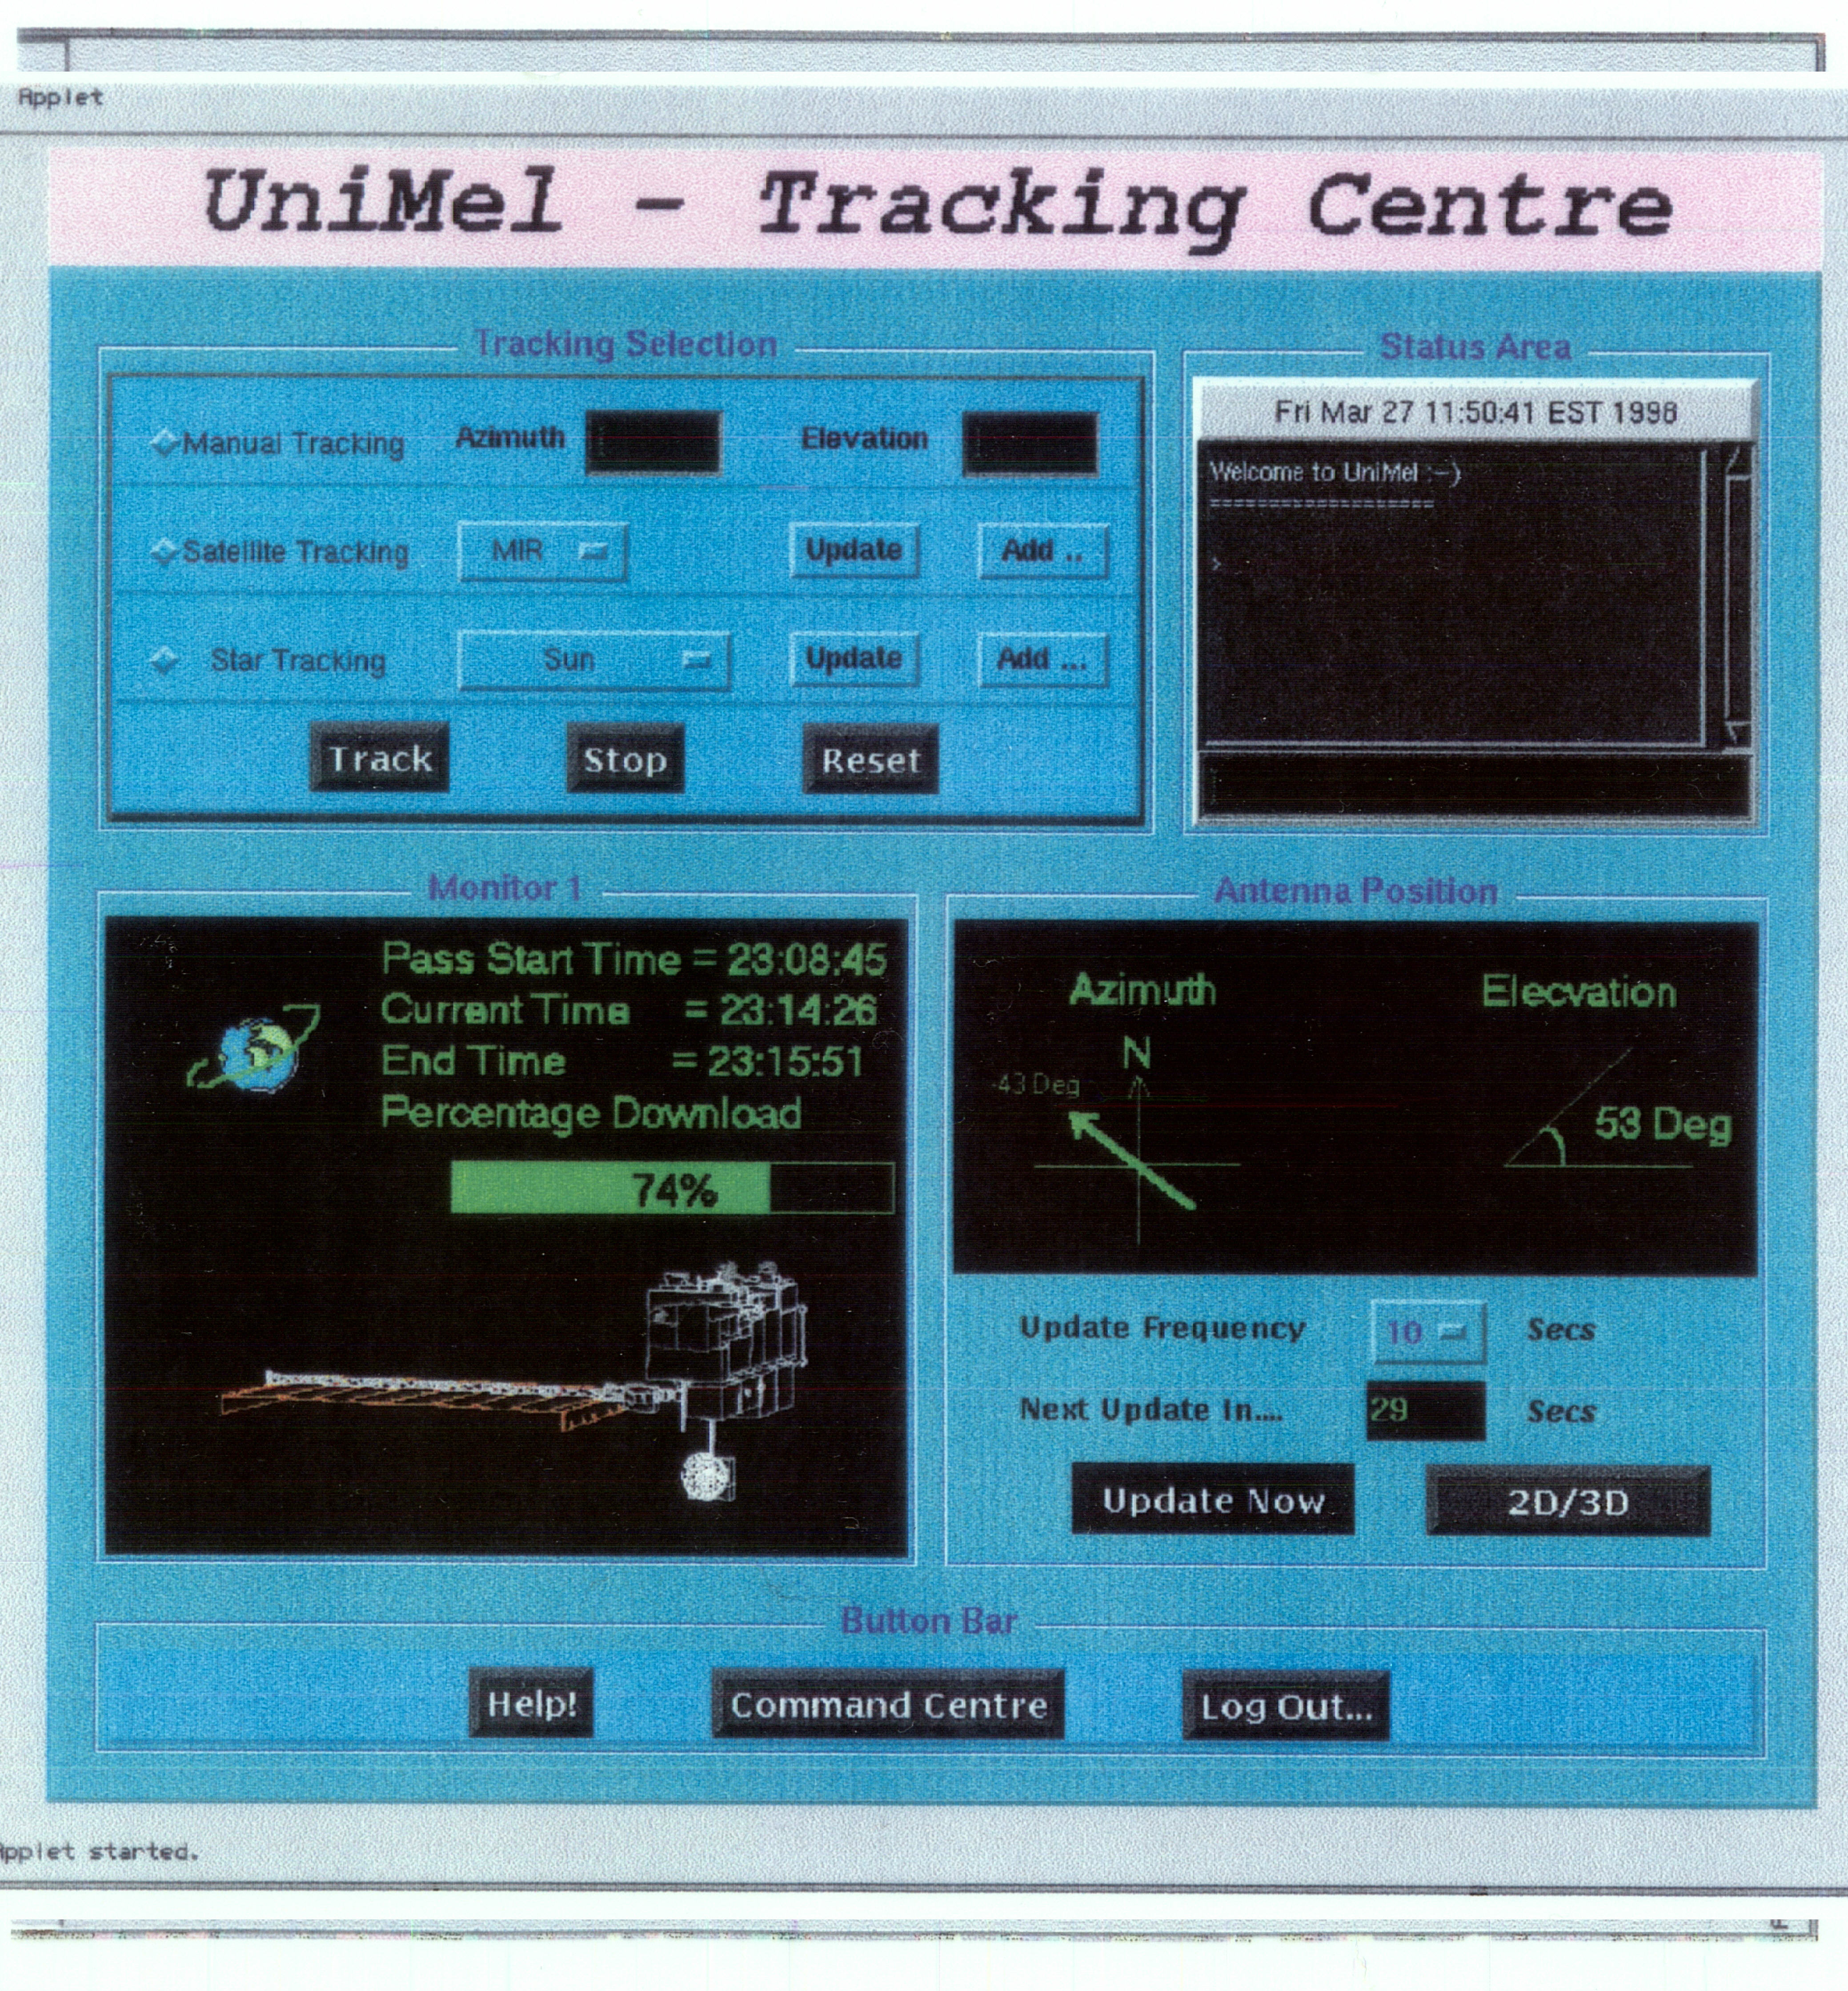 Applet
UniMel - Tracking Centre
Tracking Selection
Manual Tracking Azimuth Elevation
Satellite Tracking MIR Update Add ..
Star Tracking Sun Update Add ...
Track Stop Reset
Status Area
Fri Mar 27 11:50:41 EST 1998
Welcome to UniMel :-)
====================
>
Monitor 1
Pass Start Time = 23:08:45
Current Time = 23:14:26
End Time = 23:15:51
Percentage Download
74%
Antenna Position
Azimuth Elecvation
N
-43 Deg
53 Deg
Update Frequency 10 Secs
Next Update In.... 29 Secs
Update Now 2D/3D
Button Bar
Help! Command Centre Log Out...
Applet started.